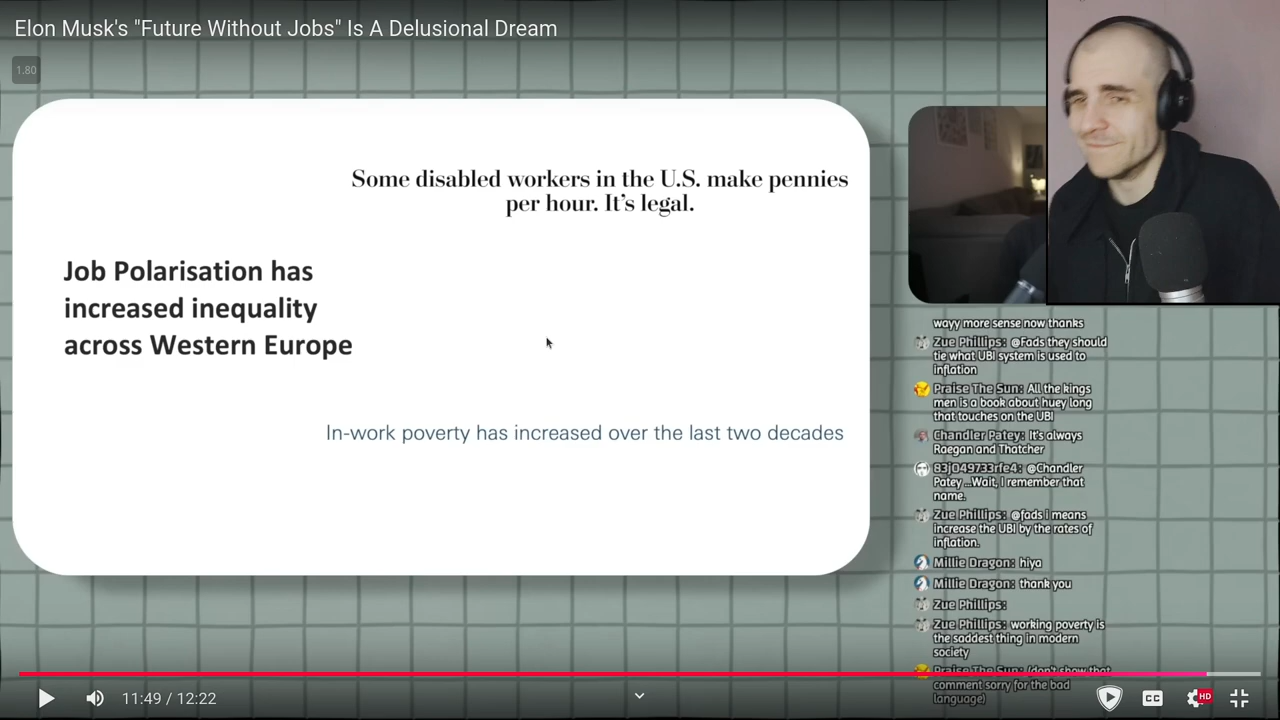 Elon Musk's "Future Without Jobs" Is A Delusional Dream
1.80
Some disabled workers in the U.S. make pennies
per hour. It's legal.
Job Polarisation has
increased inequality
across Western Europe
In-work poverty has increased over the last two decades
wayy more sense now thanks
Zue Phillips: @Fads they should
tie what UBI system is used to
inflation
Praise The Sun: All the kings
men is a book about huey long
that touches on the UBI
Chandler Patey: It's always
Raegan and Thatcher
83j049733rfe4: @Chandler
Patey ...Wait, I remember that
name.
Zue Phillips: @fads i means
increase the UBI by the rates of
inflation.
Millie Dragon: hiya
Millie Dragon: thank you
Zue Phillips:
Zue Phillips: working poverty is
the saddest thing in modern
society
Praise The Sun: (don't show that
comment sorry for the bad
language)
11:49 / 12:22
CC
HD